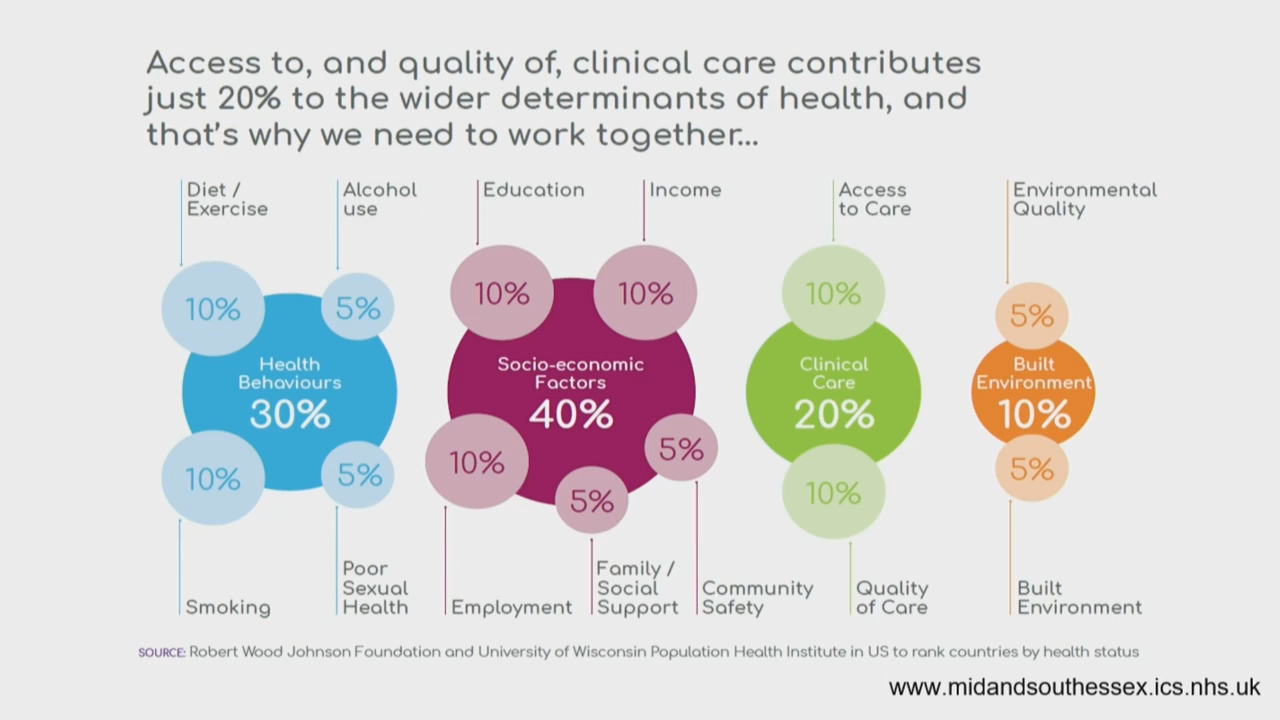 Access to, and quality of, clinical care contributes
just 20% to the wider determinants of health, and
that's why we need to work together...
Diet /
Exercise
Alcohol
use
Education
Income
Access
to Care
Environmental
Quality
10%
5%
10%
10%
10%
5%
Health
Behaviours
30%
Socio-economic
Factors
40%
Clinical
Care
20%
Built
Environment
10%
10%
5%
10%
5%
5%
10%
5%
Smoking
Poor
Sexual
Health
Employment
Family /
Social
Support
Community
Safety
Quality
of Care
Built
Environment
SOURCE: Robert Wood Johnson Foundation and University of Wisconsin Population Health Institute in US to rank countries by health status
www.midandsouthessex.ics.nhs.uk